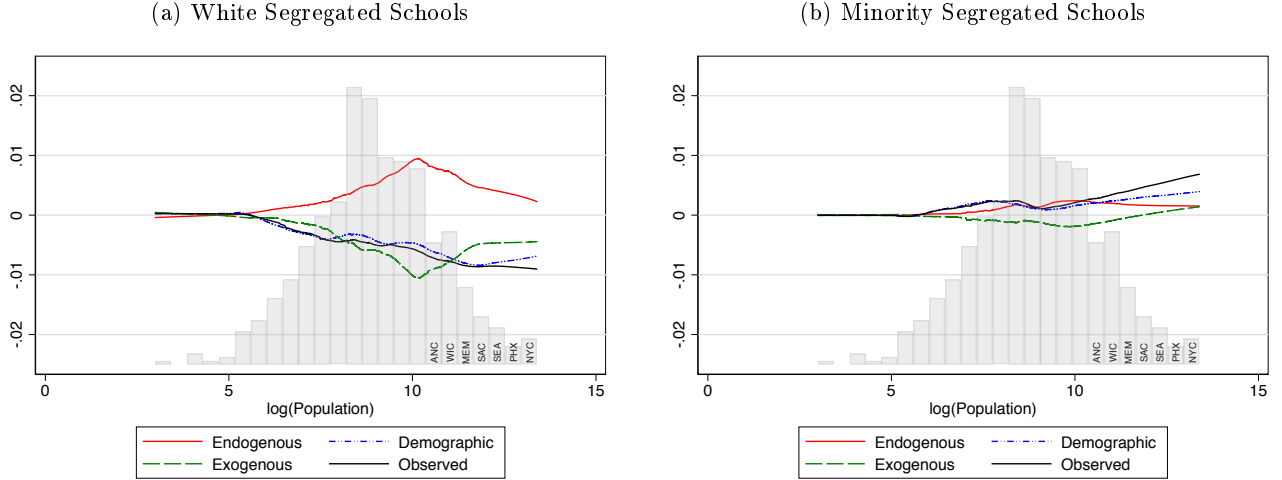 (a) White Segregated Schools
.02
.01
0
-.01
-.02
ANC WIC MEM SAC SEA PHX NYC
0 5 10 15
log(Population)
Endogenous Demographic
Exogenous Observed
(b) Minority Segregated Schools
.02
.01
0
-.01
-.02
ANC WIC MEM SAC SEA PHX NYC
0 5 10 15
log(Population)
Endogenous Demographic
Exogenous Observed